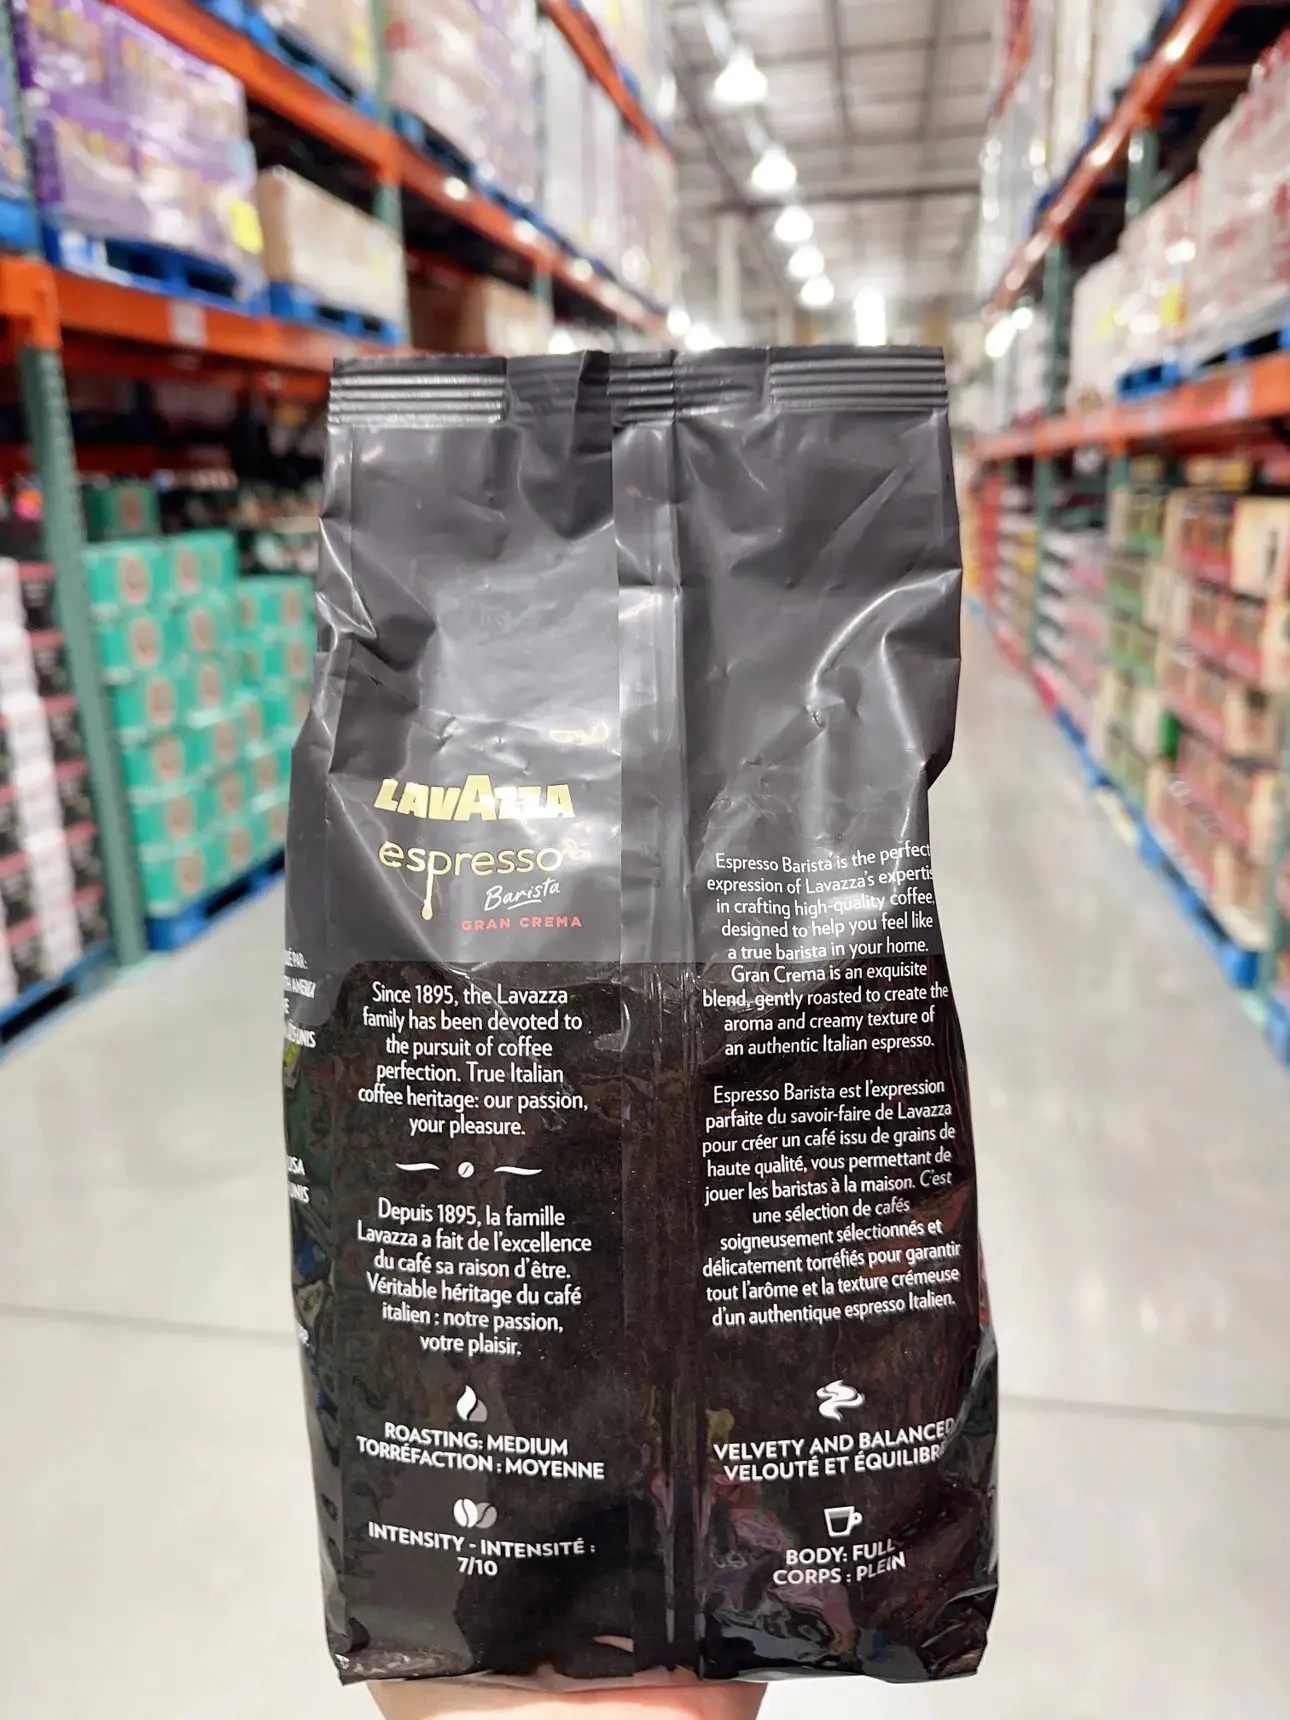 LAVAZZA
espresso
Barista
GRAN CREMA
Since 1895, the Lavazza
family has been devoted to
the pursuit of coffee
perfection. True Italian
coffee heritage: our passion,
your pleasure.
Depuis 1895, la famille
Lavazza a fait de l'excellence
du café sa raison d'être.
Véritable héritage du café
italien : notre passion,
votre plaisir.
ROASTING: MEDIUM
TORRÉFACTION : MOYENNE
INTENSITY - INTENSITÉ :
7/10
Espresso Barista is the perfect
expression of Lavazza's
in crafting high-quality coffee,
designed to help you feel like
a true barista in your home.
Gran Crema is an exquisite
blend, gently roasted to create the
aroma and creamy texture of
an authentic Italian espresso.
Espresso Barista est l'expression
parfaite du savoir-faire de Lavazza
pour créer un café issu de grains de
haute qualité, vous permettant de
jouer les baristas à la maison. C'est
une sélection de cafés
soigneusement sélectionnés et
délicatement torréfiés pour garantir
tout l'arôme et la texture crémeuse
d'un authentique espresso Italien.
VELVETY AND BALANCED
VELOUTÉ ET
BODY: FULL
CORPS : PLEIN
USA